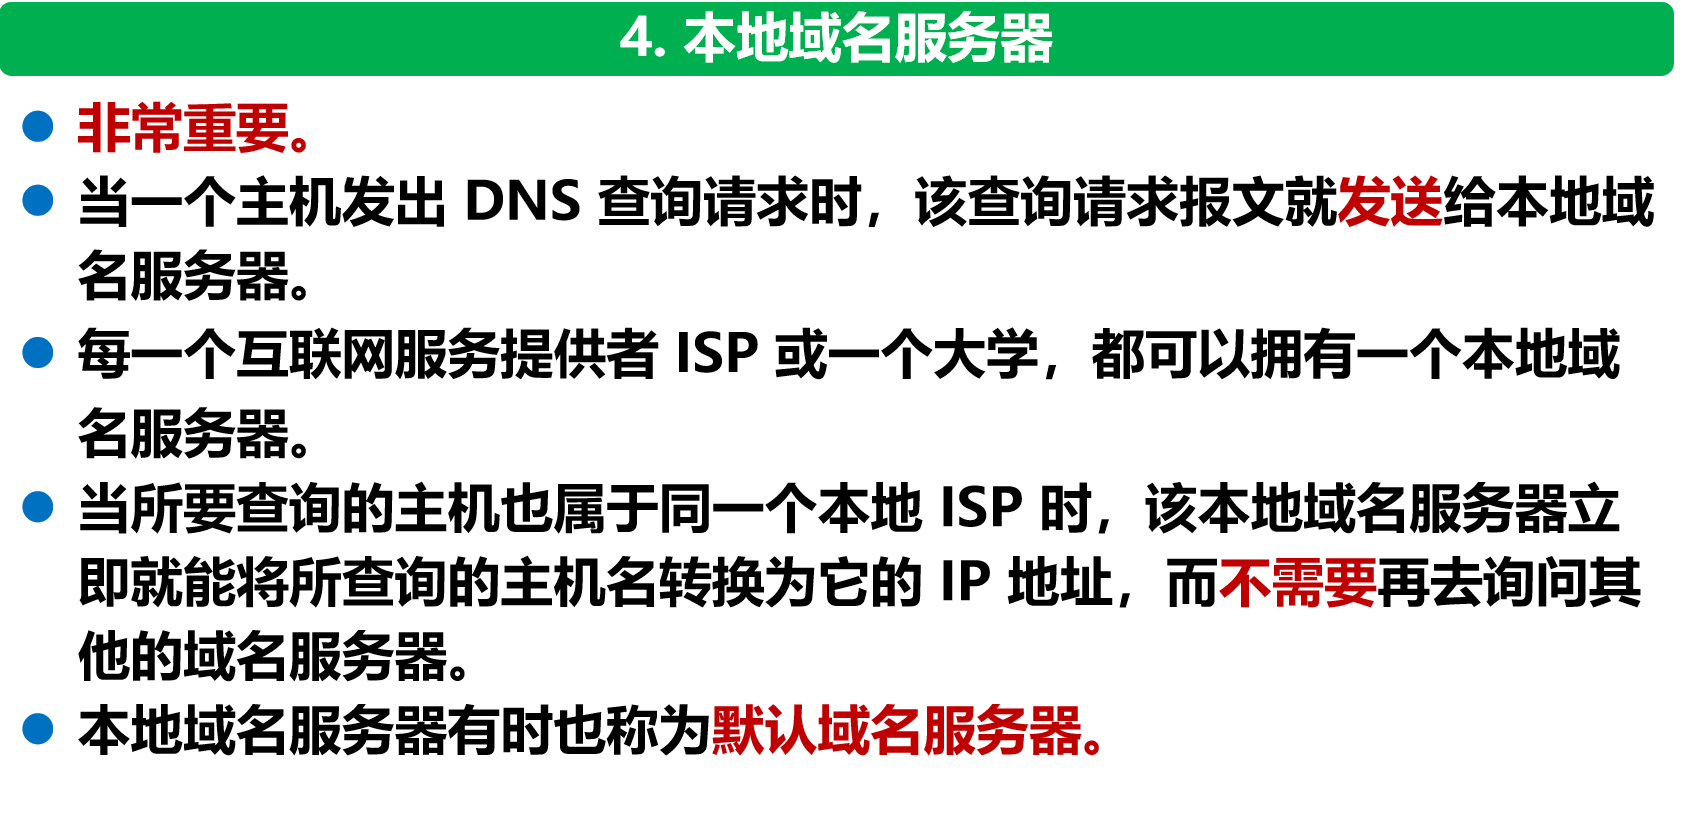 4. 本地域名服务器
非常重要。
当一个主机发出 DNS 查询请求时，该查询请求报文就发送给本地域
名服务器。
每一个互联网服务提供者 ISP 或一个大学，都可以拥有一个本地域
名服务器。
当所要查询的主机也属于同一个本地 ISP 时，该本地域名服务器立
即就能将所查询的主机名转换为它的 IP 地址，而不需要再去询问其
他的域名服务器。
本地域名服务器有时也称为默认域名服务器。